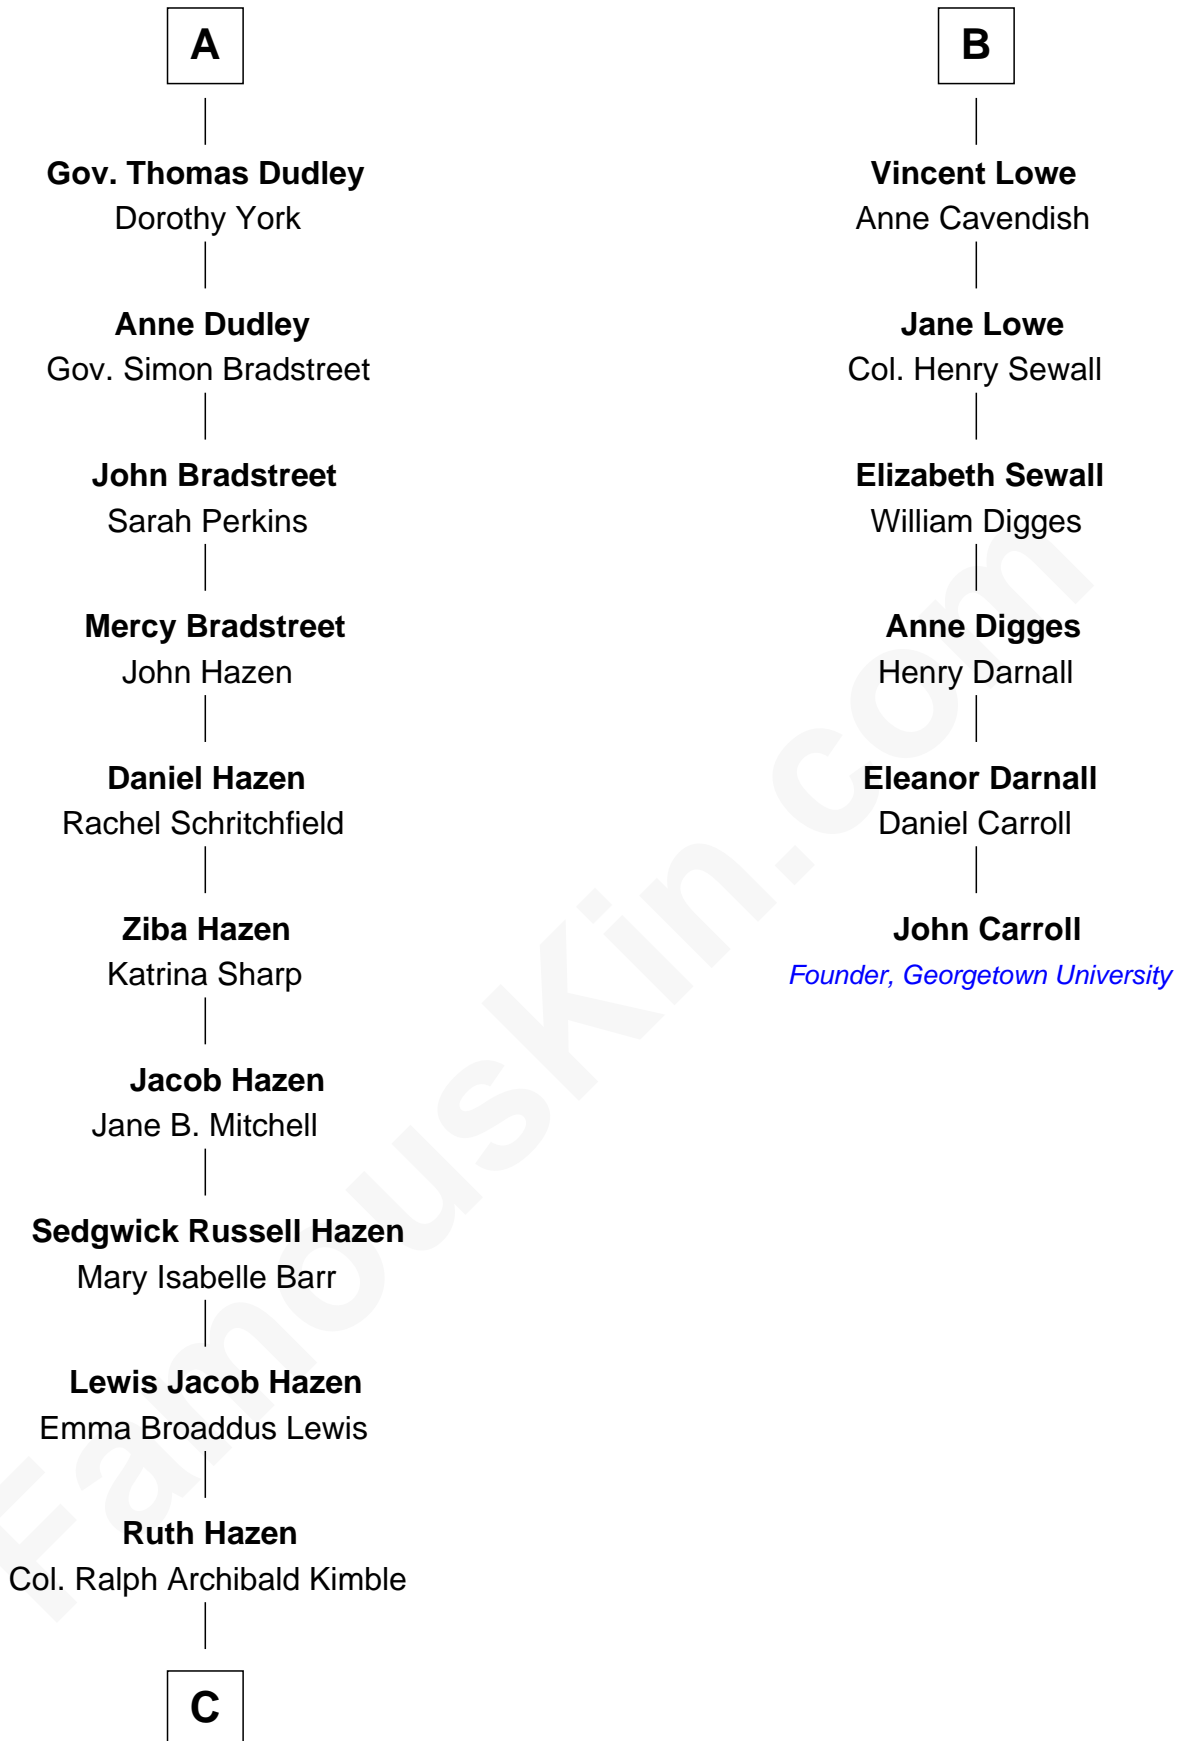 A
Gov. Thomas Dudley
Dorothy York
Anne Dudley
Gov. Simon Bradstreet
John Bradstreet
Sarah Perkins
Mercy Bradstreet
John Hazen
Daniel Hazen
Rachel Schritchfield
Ziba Hazen
Katrina Sharp
Jacob Hazen
Jane B. Mitchell
Sedgwick Russell Hazen
Mary Isabelle Barr
Lewis Jacob Hazen
Emma Broaddus Lewis
Ruth Hazen
Col. Ralph Archibald Kimble
C
B
Vincent Lowe
Anne Cavendish
Jane Lowe
Col. Henry Sewall
Elizabeth Sewall
William Digges
Anne Digges
Henry Darnall
Eleanor Darnall
Daniel Carroll
John Carroll
Founder, Georgetown University
FamousKin.com